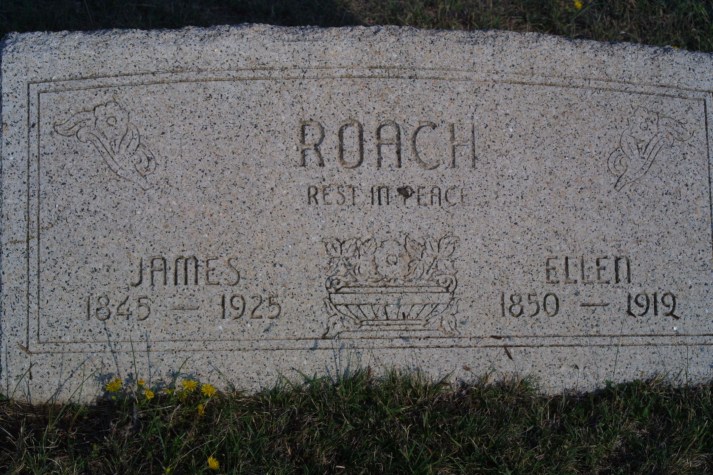 ROACH
REST IN PEACE
JAMES ELLEN
1845 — 1925 1850 — 1912